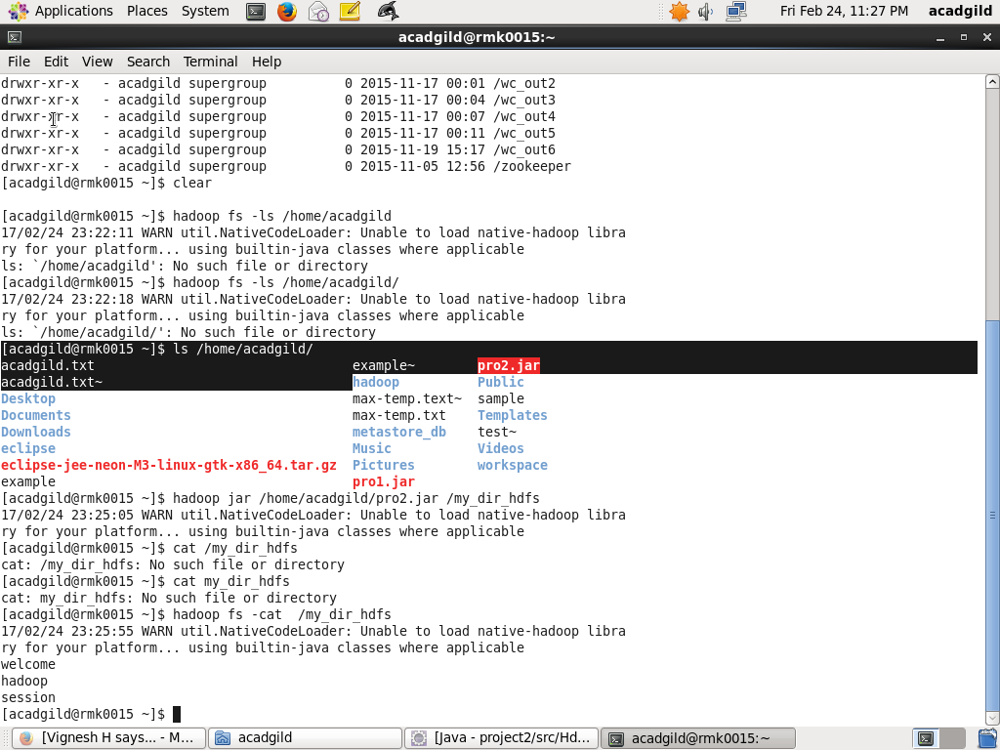 Applications Places System Fri Feb 24, 11:27 PM acadgild
acadgild@rmk0015:~
File Edit View Search Terminal Help
drwxr-xr-x   - acadgild supergroup          0 2015-11-17 00:01 /wc_out2
drwxr-xr-x   - acadgild supergroup          0 2015-11-17 00:04 /wc_out3
drwxr-xr-x   - acadgild supergroup          0 2015-11-17 00:07 /wc_out4
drwxr-xr-x   - acadgild supergroup          0 2015-11-17 00:11 /wc_out5
drwxr-xr-x   - acadgild supergroup          0 2015-11-19 15:17 /wc_out6
drwxr-xr-x   - acadgild supergroup          0 2015-11-05 12:56 /zookeeper
[acadgild@rmk0015 ~]$ clear
[acadgild@rmk0015 ~]$ hadoop fs -ls /home/acadgild
17/02/24 23:22:11 WARN util.NativeCodeLoader: Unable to load native-hadoop libra
ry for your platform... using builtin-java classes where applicable
ls: `/home/acadgild': No such file or directory
[acadgild@rmk0015 ~]$ hadoop fs -ls /home/acadgild/
17/02/24 23:22:18 WARN util.NativeCodeLoader: Unable to load native-hadoop libra
ry for your platform... using builtin-java classes where applicable
ls: `/home/acadgild/': No such file or directory
[acadgild@rmk0015 ~]$ ls /home/acadgild/
acadgild.txt                                 example~        pro2.jar
acadgild.txt~                                hadoop          Public
Desktop                                      max-temp.text~  sample
Documents                                    max-temp.txt    Templates
Downloads                                    metastore_db    test~
eclipse                                      Music           Videos
eclipse-jee-neon-M3-linux-gtk-x86_64.tar.gz  Pictures        workspace
example                                      pro1.jar
[acadgild@rmk0015 ~]$ hadoop jar /home/acadgild/pro2.jar /my_dir_hdfs
17/02/24 23:25:05 WARN util.NativeCodeLoader: Unable to load native-hadoop libra
ry for your platform... using builtin-java classes where applicable
[acadgild@rmk0015 ~]$ cat /my_dir_hdfs
cat: /my_dir_hdfs: No such file or directory
[acadgild@rmk0015 ~]$ cat my_dir_hdfs
cat: my_dir_hdfs: No such file or directory
[acadgild@rmk0015 ~]$ hadoop fs -cat  /my_dir_hdfs
17/02/24 23:25:55 WARN util.NativeCodeLoader: Unable to load native-hadoop libra
ry for your platform... using builtin-java classes where applicable
welcome
hadoop
session
[acadgild@rmk0015 ~]$
[Vignesh H says... - M... acadgild [Java - project2/src/Hd... acadgild@rmk0015:~